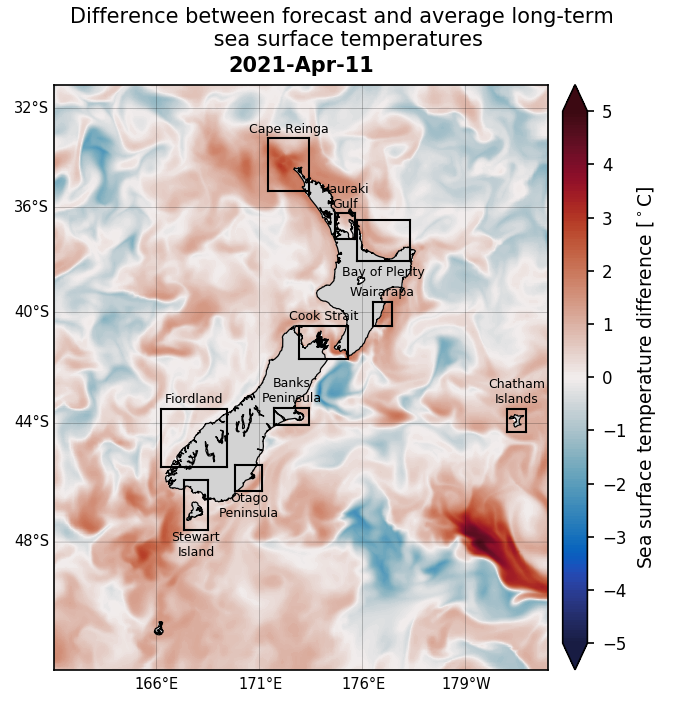 Difference between forecast and average long-term
sea surface temperatures
2021-Apr-11
32°S
36°S
40°S
44°S
48°S
166°E
171°E
176°E
179°W
Cape Reinga
Hauraki
Gulf
Bay of Plenty
Wairarapa
Cook Strait
Banks
Peninsula
Fiordland
Chatham
Islands
Otago
Peninsula
Stewart
Island
5
4
3
2
1
0
−1
−2
−3
−4
−5
Sea surface temperature difference [°C]